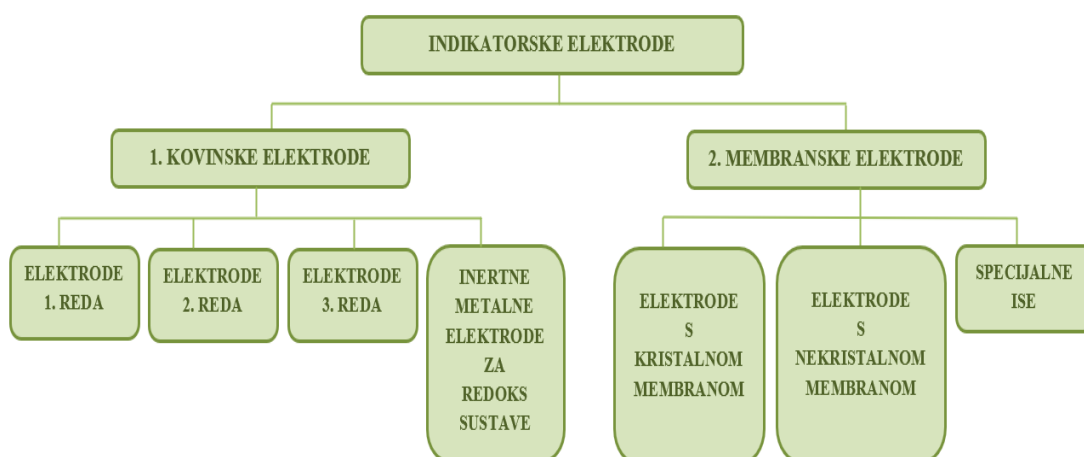 INDIKATORSKE ELEKTRODE
1. KOVINSKE ELEKTRODE
2. MEMBRANSKE ELEKTRODE
ELEKTRODE
1. REDA
ELEKTRODE
2. REDA
ELEKTRODE
3. REDA
INERTNE
METALNE
ELEKTRODE
ZA
REDOKS
SUSTAVE
ELEKTRODE
S
KRISTALNOM
MEMBRANOM
ELEKTRODE
S
NEKRISTALNOM
MEMBRANOM
SPECIJALNE
ISE